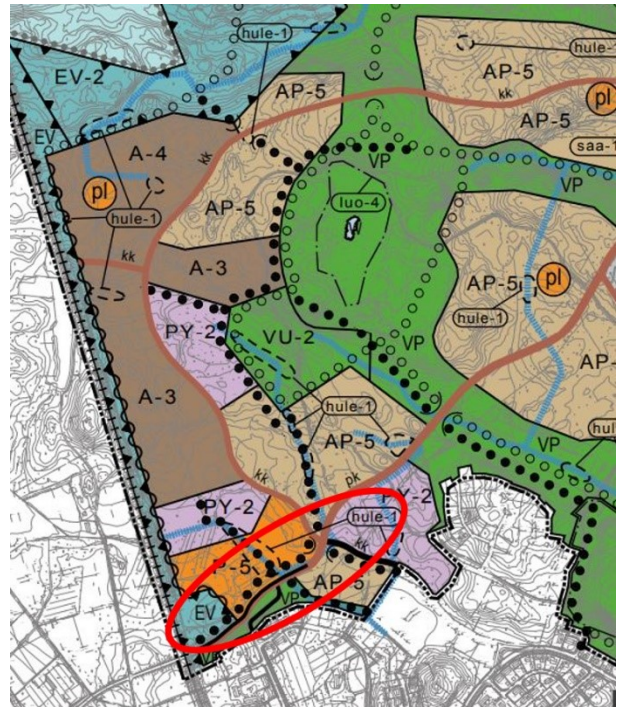 hule-1
hule-1
AP-5
EV-2
AP-5
kk
pl
AP-5
kk
EV
A-4
VP
saa-1
VP
pl
luo-4
hule-1
AP-5
kk
A-3
AP-5
pl
PY-2
VU-2
VP
hule-1
AP-
A-3
hule-1
AP-5
VP
kk
pk
PY-2
PY-2
hule-1
kk
P-5
AP-5
EV
VP